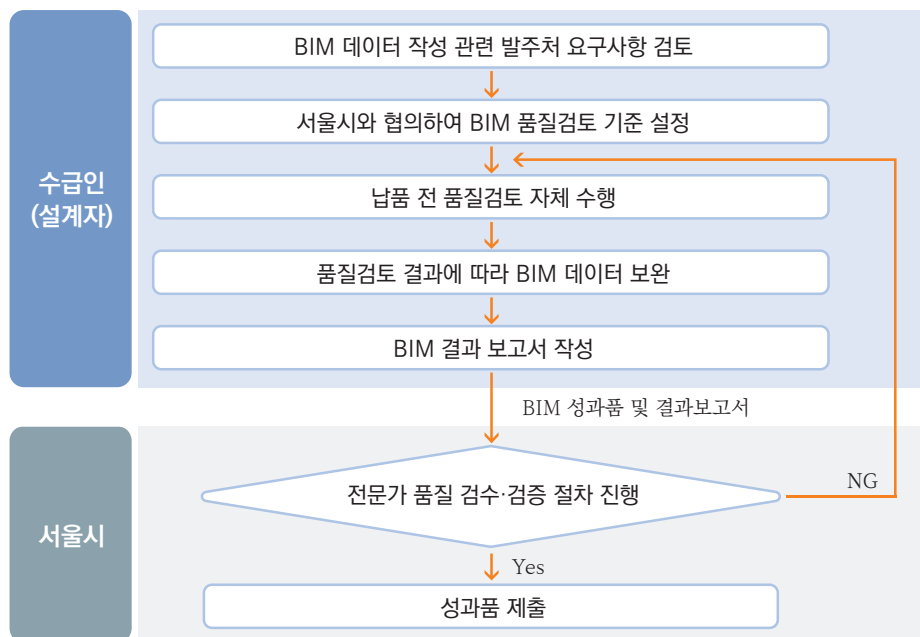 BIM 데이터 작성 관련 발주처 요구사항 검토
서울시와 협의하여 BIM 품질검토 기준 설정
수급인
(설계자)
납품 전 품질검토 자체 수행
품질검토 결과에 따라 BIM 데이터 보완
BIM 결과 보고서 작성
BIM 성과품 및 결과보고서
전문가 품질 검수·검증 절차 진행
NG
서울시
Yes
성과품 제출